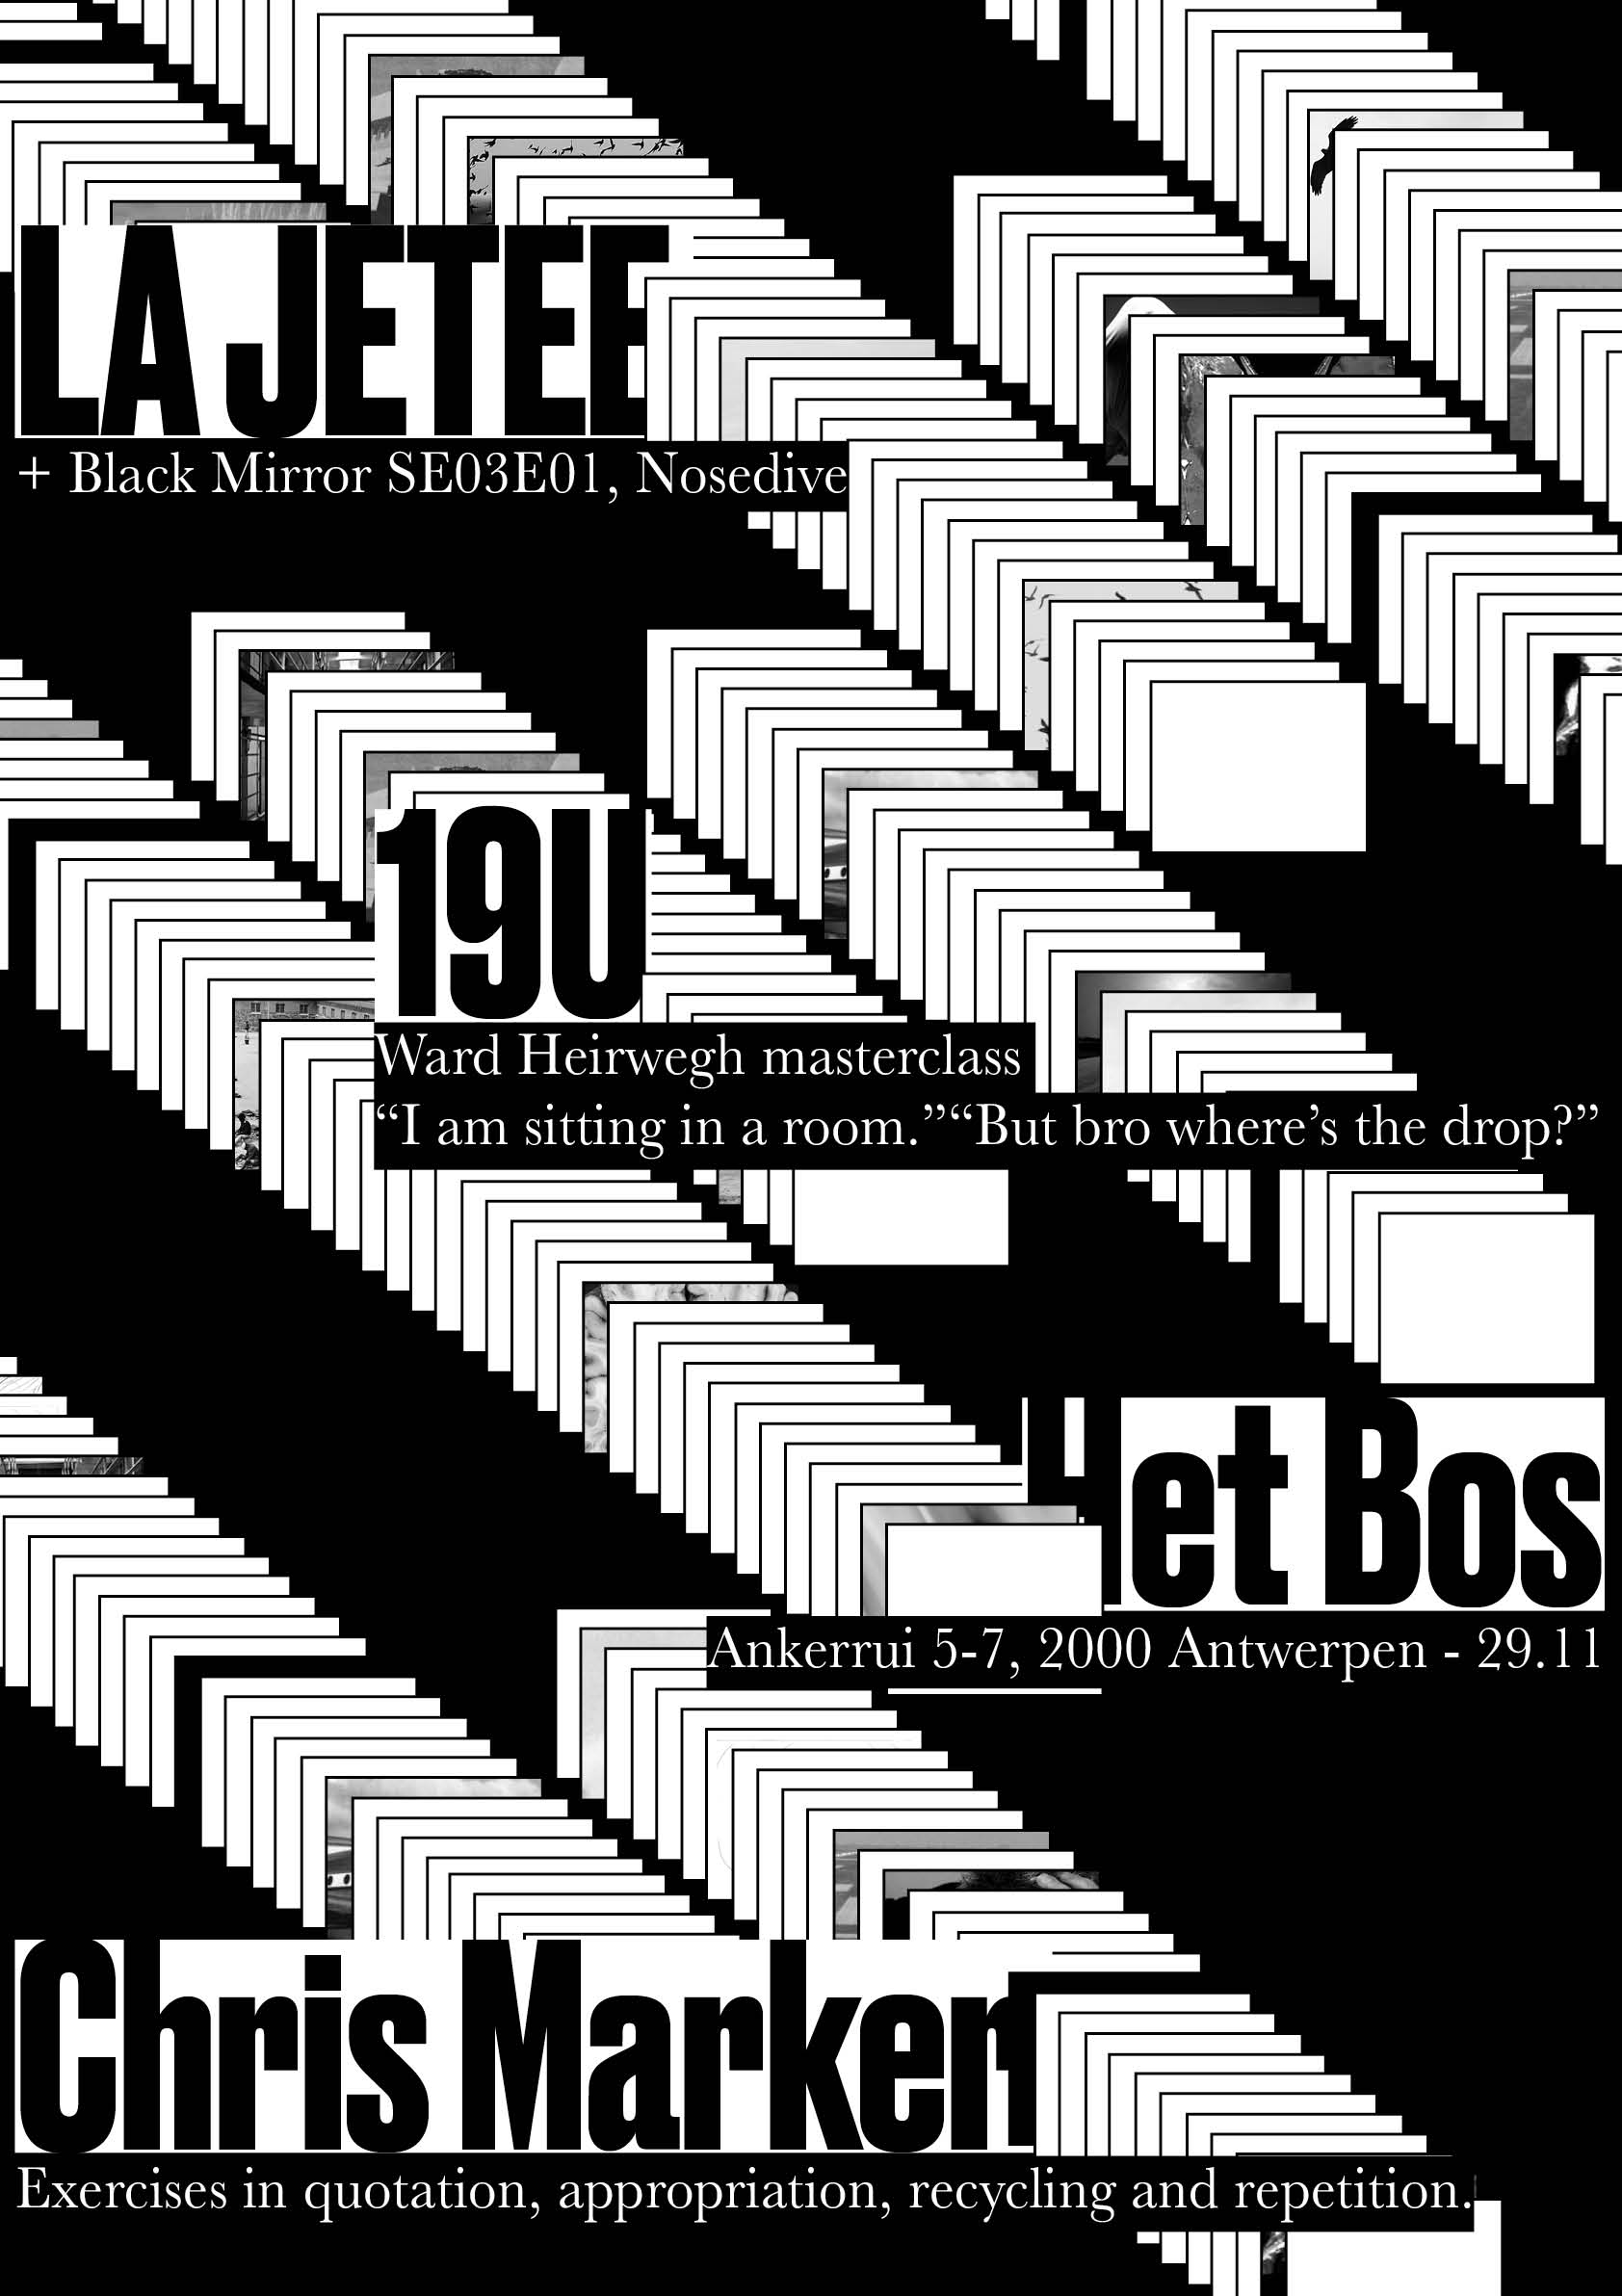 LA JETEE
+ Black Mirror SE03E01, Nosedive
19U
Ward Heirwegh masterclass
“I am sitting in a room.”“But bro where’s the drop?”
Het Bos
Ankerrui 5-7, 2000 Antwerpen - 29.11
Chris Marker
Exercises in quotation, appropriation, recycling and repetition.